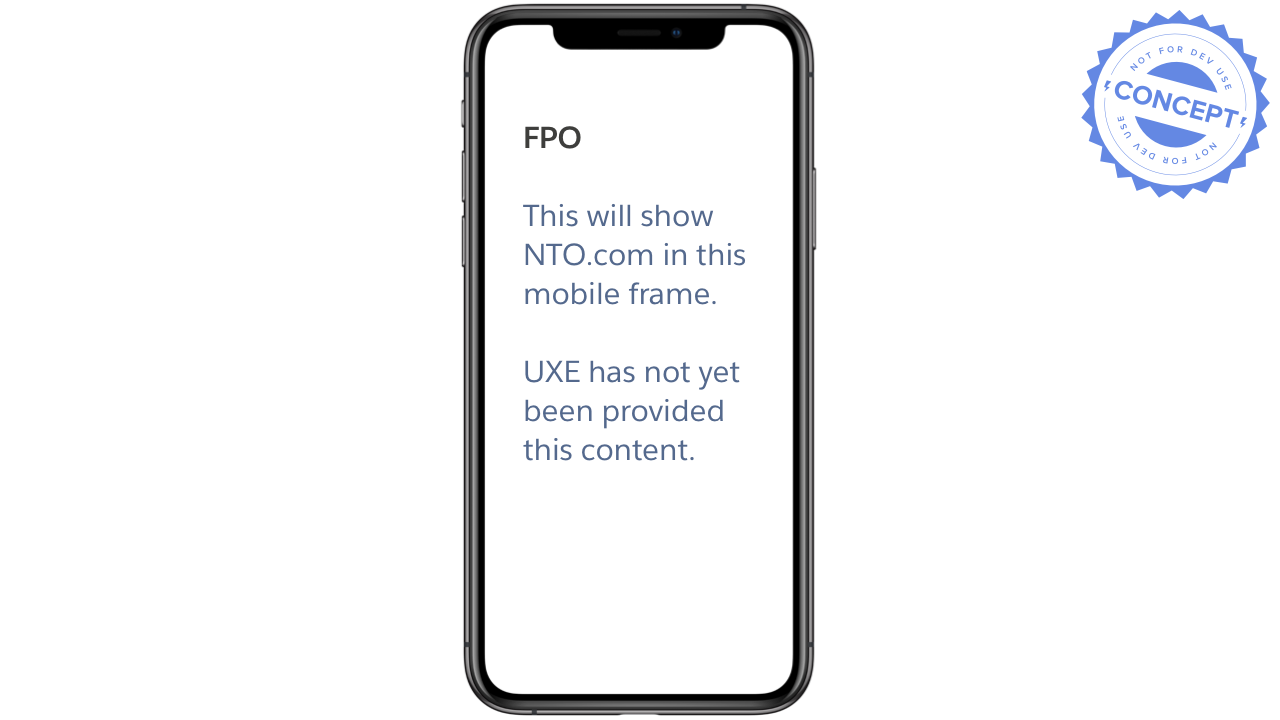 FPO
This will show
NTO.com in this
mobile frame.
UXE has not yet
been provided
this content.
NOT FOR DEV USE
CONCEPT
NOT FOR DEV USE